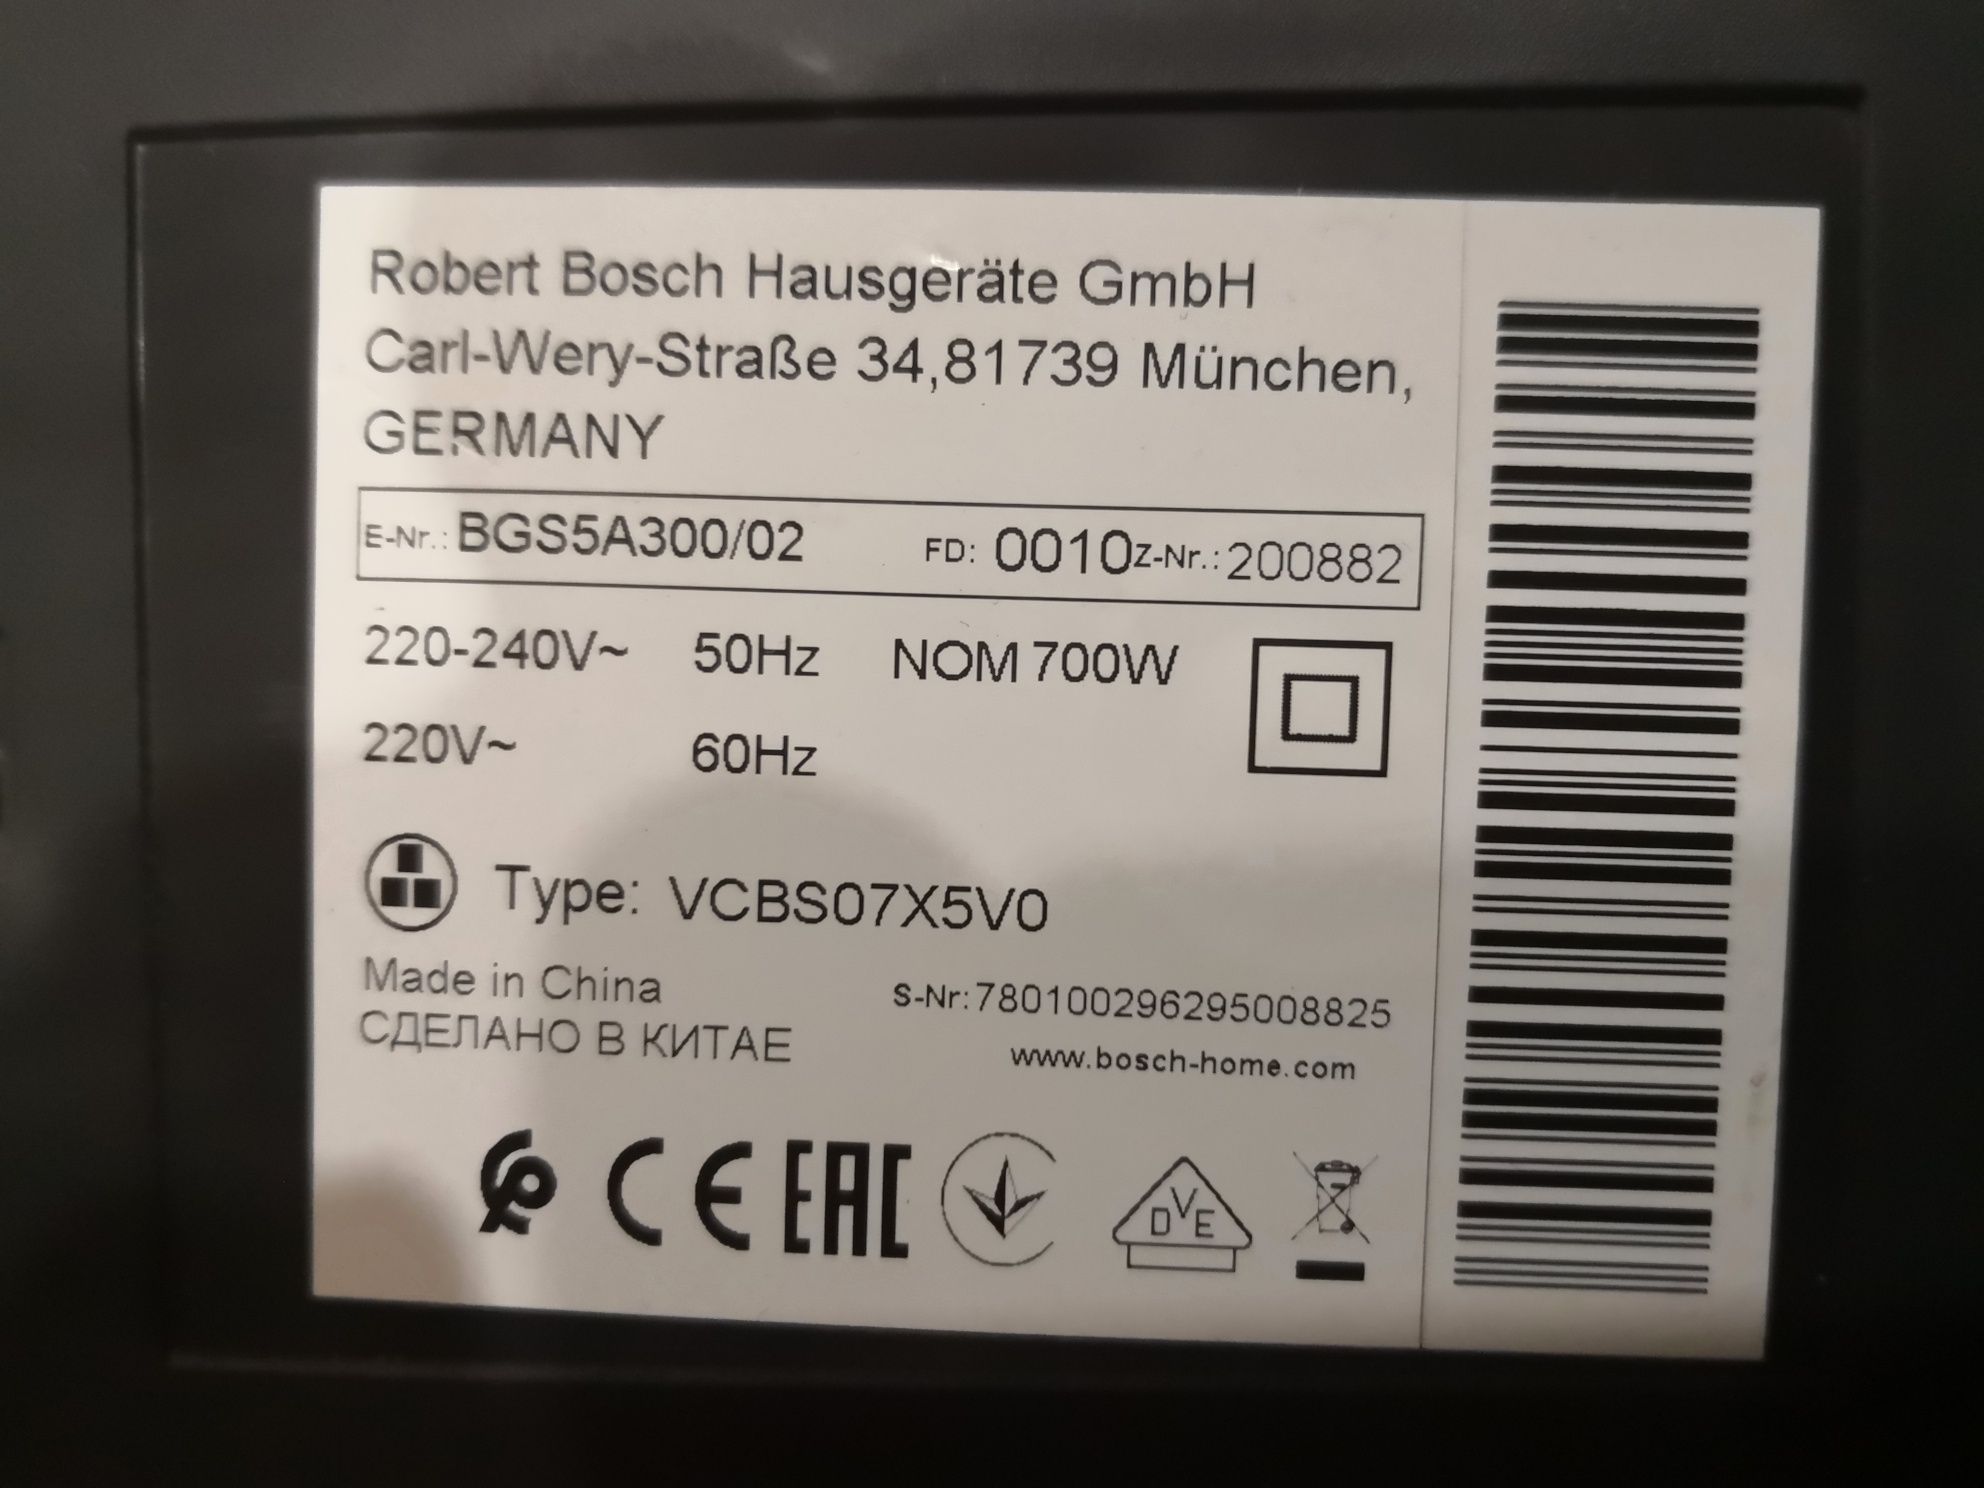 Robert Bosch Hausgeräte GmbH
Carl-Wery-Straße 34,81739 München,
GERMANY
E-Nr.: BGS5A300/02 FD: 0010 Z-Nr.: 200882
220-240V~ 50Hz NOM 700W
220V~ 60Hz
Type: VCBS07X5V0
Made in China
СДЕЛАНО В КИТАЕ
S-Nr: 780100296295008825
www.bosch-home.com
CE EAC DVE